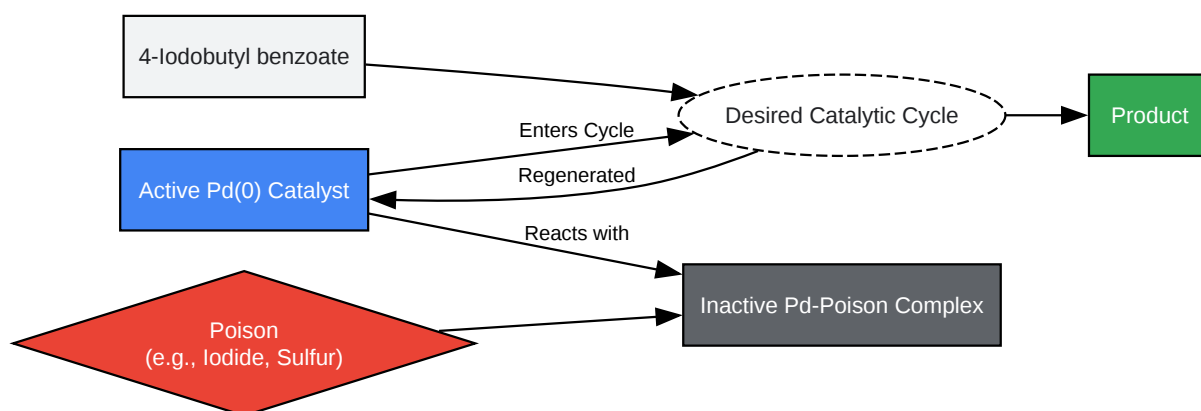 4-Iodobutyl benzoate
Desired Catalytic Cycle
Product
Enters Cycle
Active Pd(0) Catalyst
Regenerated
Reacts with
Inactive Pd-Poison Complex
Poison
(e.g., Iodide, Sulfur)